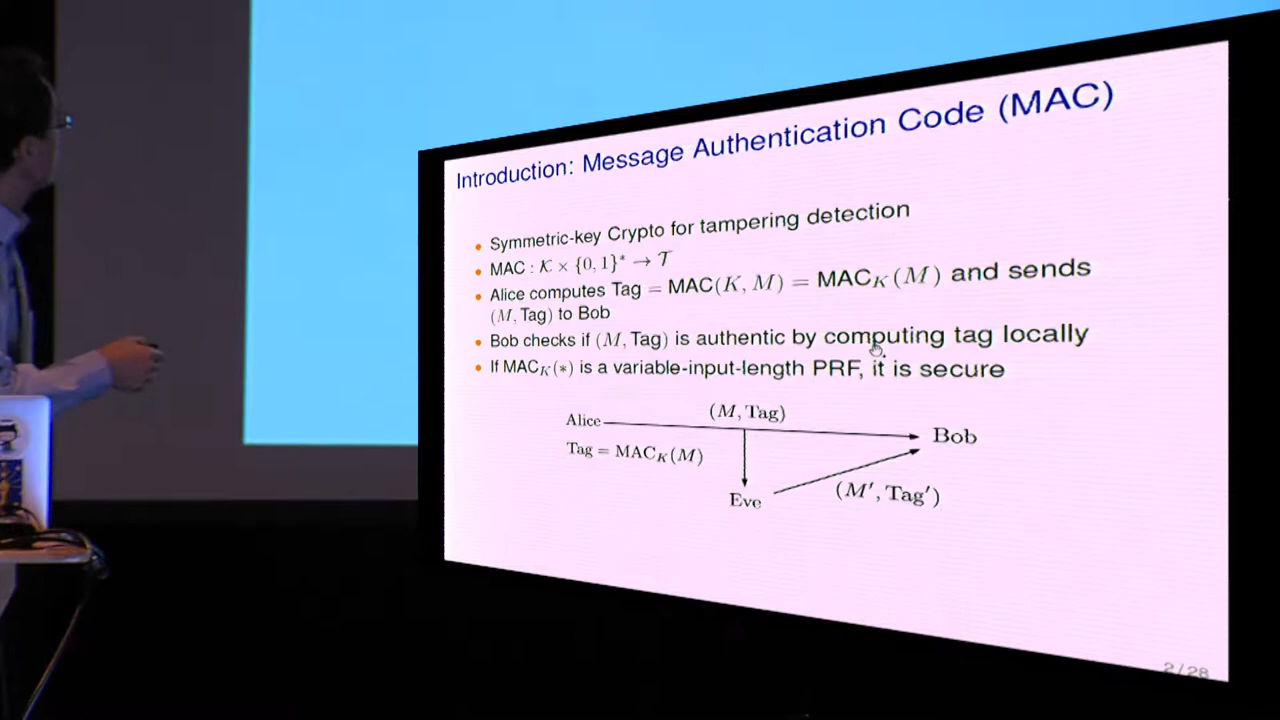 Introduction: Message Authentication Code (MAC)
• Symmetric-key Crypto for tampering detection
• MAC : 𝒦 × {0, 1}* → 𝒯
• Alice computes Tag = MAC(K, M) = MAC_K(M) and sends
(M, Tag) to Bob
• Bob checks if (M, Tag) is authentic by computing tag locally
• If MAC_K(∗) is a variable-input-length PRF, it is secure
(M, Tag)
Alice
Bob
Tag = MAC_K(M)
Eve
(M′, Tag′)
2/28